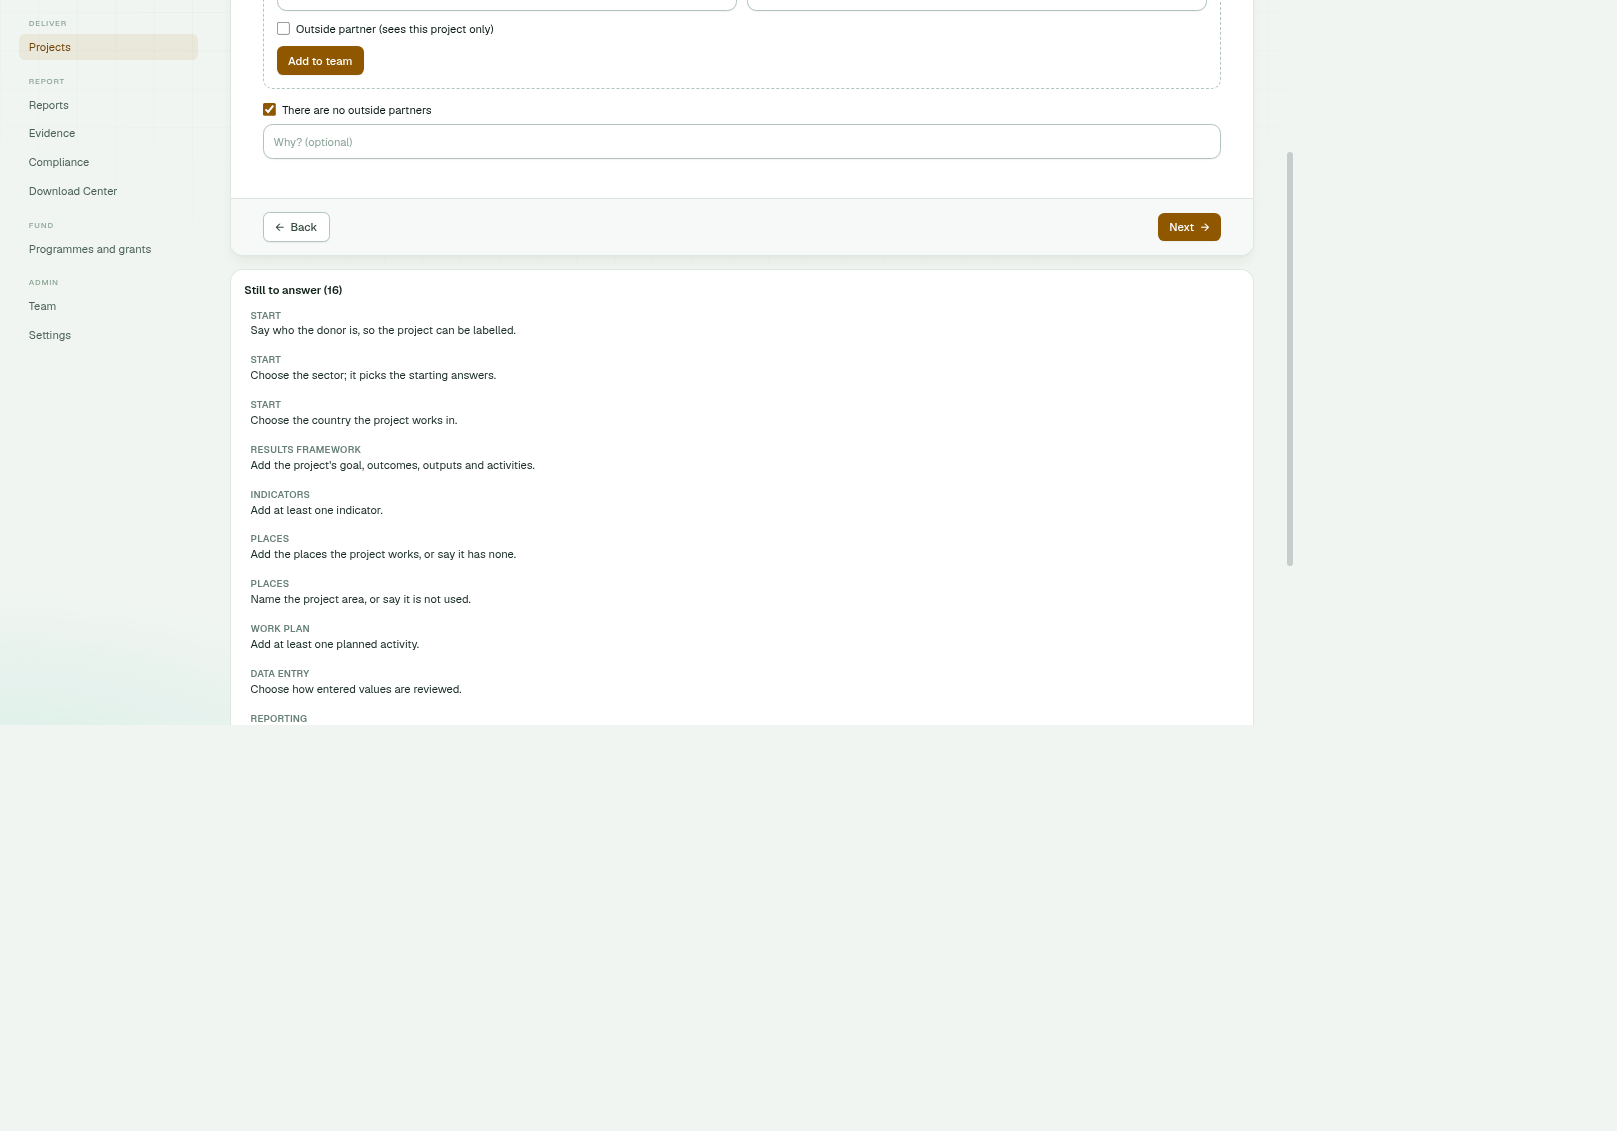 DELIVER
Projects
REPORT
Reports
Evidence
Compliance
Download Center
FUND
Programmes and grants
ADMIN
Team
Settings
Outside partner (sees this project only)
Add to team
There are no outside partners
Why? (optional)
← Back
Next →
Still to answer (16)
START
Say who the donor is, so the project can be labelled.
START
Choose the sector; it picks the starting answers.
START
Choose the country the project works in.
RESULTS FRAMEWORK
Add the project's goal, outcomes, outputs and activities.
INDICATORS
Add at least one indicator.
PLACES
Add the places the project works, or say it has none.
PLACES
Name the project area, or say it is not used.
WORK PLAN
Add at least one planned activity.
DATA ENTRY
Choose how entered values are reviewed.
REPORTING